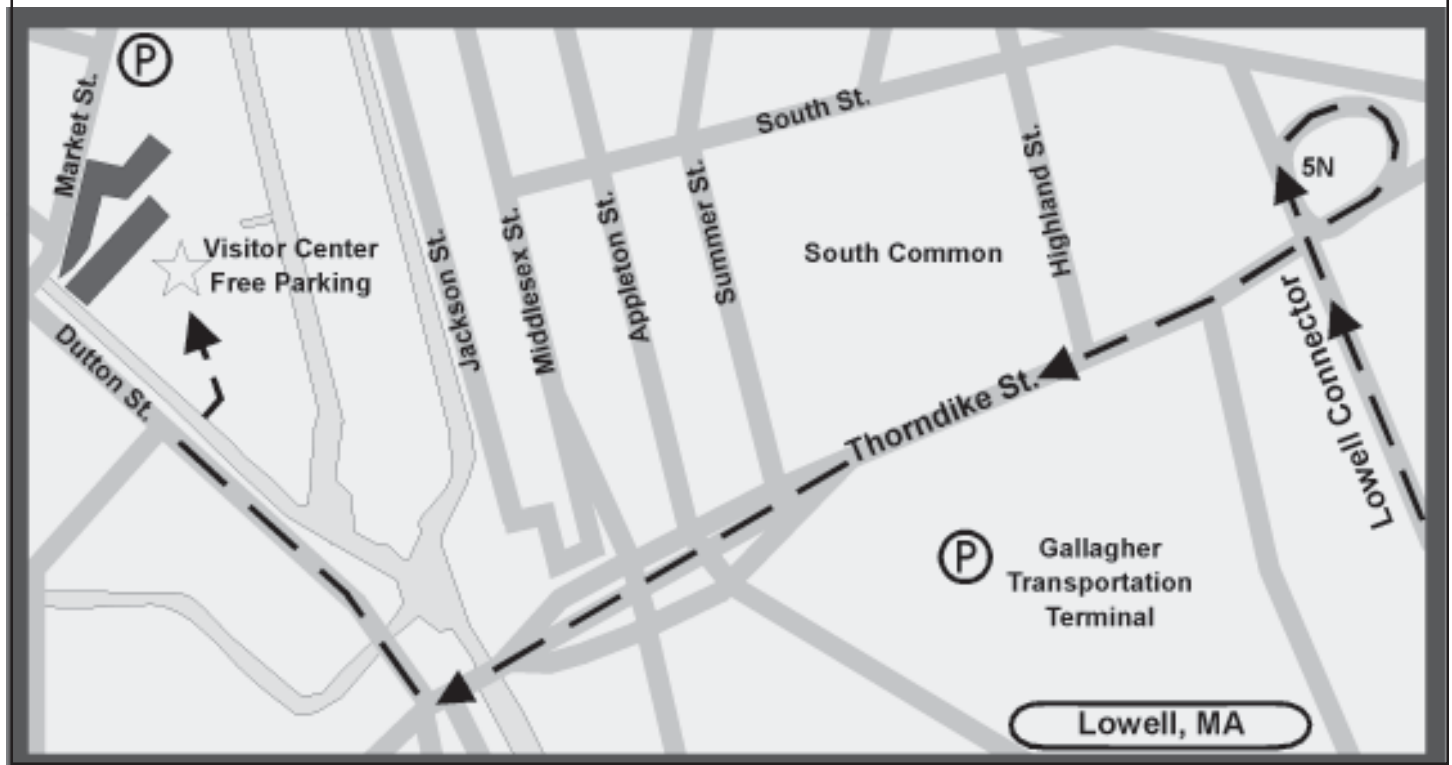 P
Market St.
South St.
5N
Highland St.
Summer St.
Appleton St.
Middlesex St.
Jackson St.
Visitor Center
Free Parking
South Common
Lowell Connector
Dutton St.
Thorndike St.
P
Gallagher
Transportation
Terminal
Lowell, MA